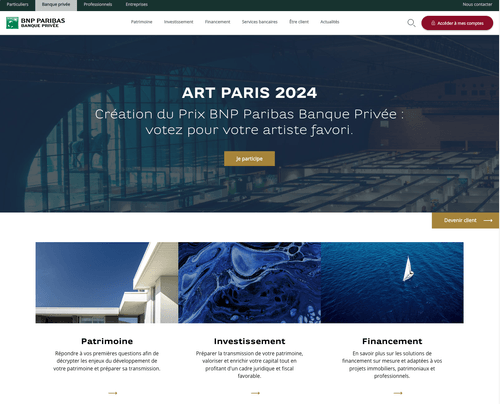 Particuliers Banque privée Professionnels Entreprises Nous contacter
BNP PARIBAS
BANQUE PRIVÉE
Patrimoine Investissement Financement Services bancaires Être client Actualités Accéder à mes comptes
ART PARIS 2024
Création du Prix BNP Paribas Banque Privée :
votez pour votre artiste favori.
Je participe
Devenir client
Patrimoine Investissement Financement
Répondre à vos premières questions afin de
décrypter les enjeux du développement de
votre patrimoine et préparer sa transmission.
Préparer la transmission de votre patrimoine,
valoriser et enrichir votre capital tout en
profitant d'un cadre juridique et fiscal
favorable.
En savoir plus sur les solutions de
financement sur mesure et adaptées à vos
projets immobiliers, patrimoniaux et
professionnels.